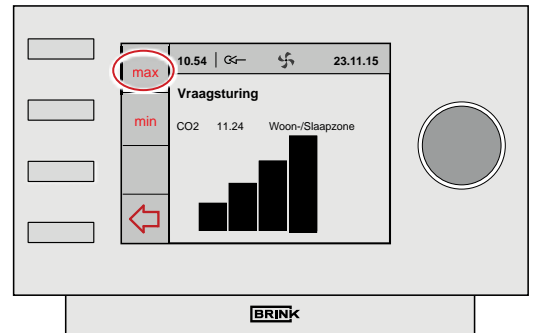 max
10.54 23.11.15
Vraagsturing
min
CO2 11.24 Woon-/Slaapzone
BRINK